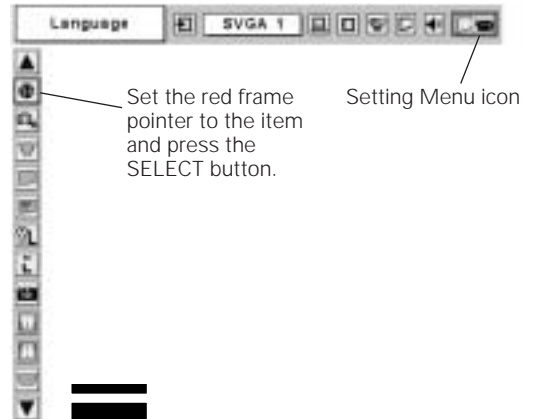 Language
SVGA 1
Set the red frame
pointer to the item
and press the
SELECT button.
Setting Menu icon